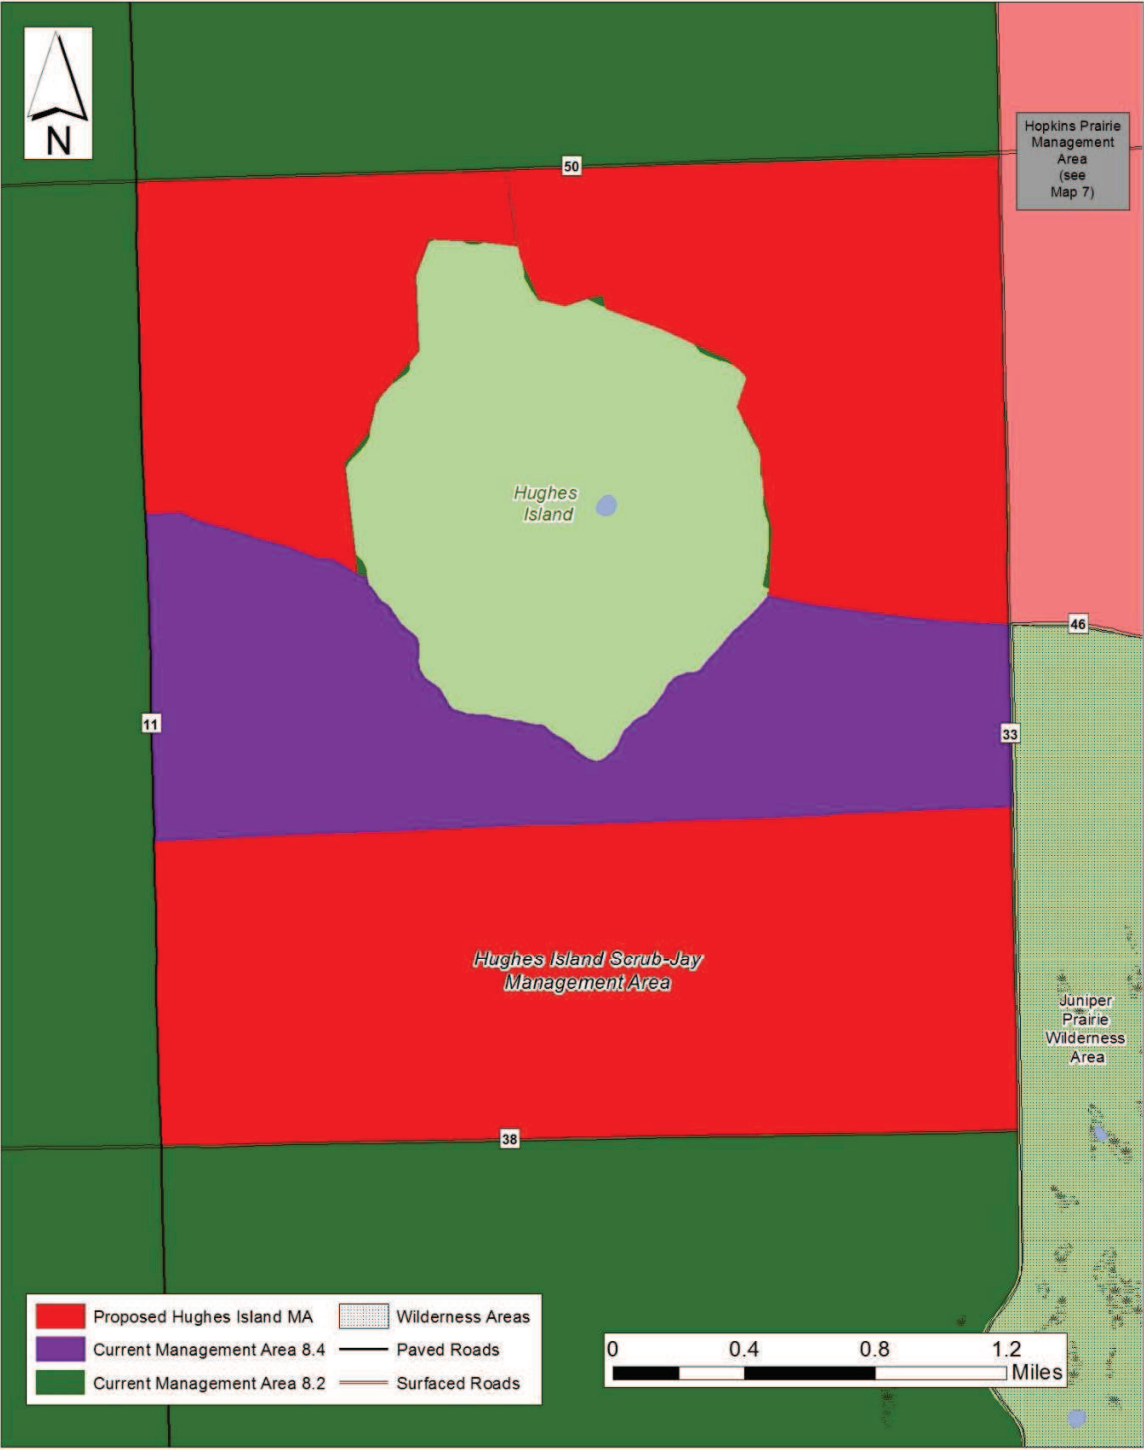 N
50
Hopkins Prairie
Management
Area
(see
Map 7)
Hughes
Island
46
11
33
Hughes Island Scrub-Jay
Management Area
Juniper
Prairie
Wilderness
Area
38
Proposed Hughes Island MA
Current Management Area 8.4
Current Management Area 8.2
Wilderness Areas
Paved Roads
Surfaced Roads
0 0.4 0.8 1.2
Miles